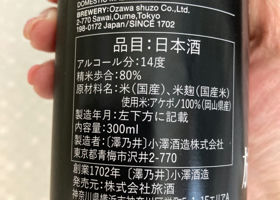 BREWERY:Ozawa shuzo Co.,Ltd.
2-770 Sawai,Ome,Tokyo
198-0172 Japan/SINCE 1702
品目:日本酒
アルコール分:14度
精米歩合:80%
原材料名:米(国産)、米麹(国産米)
使用米:アケボノ100%(岡山県産)
製造年月:左下方に記載
内容量:300ml
製造者:〔澤乃井〕小澤酒造株式会社
東京都青梅市沢井2-770
創業1702年〔澤乃井〕小澤酒造
発売元:株式会社旅酒